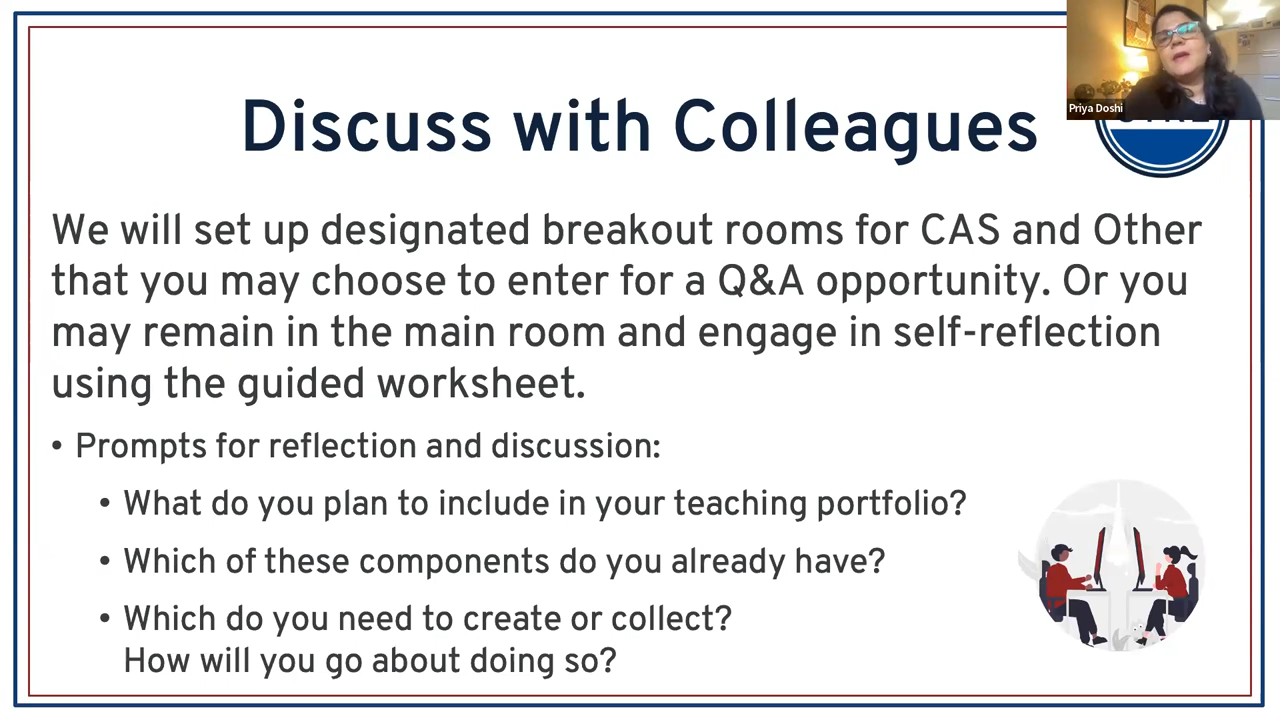 Discuss with Colleagues
Priya Doshi
We will set up designated breakout rooms for CAS and Other
that you may choose to enter for a Q&A opportunity. Or you
may remain in the main room and engage in self-reflection
using the guided worksheet.
• Prompts for reflection and discussion:
• What do you plan to include in your teaching portfolio?
• Which of these components do you already have?
• Which do you need to create or collect?
How will you go about doing so?